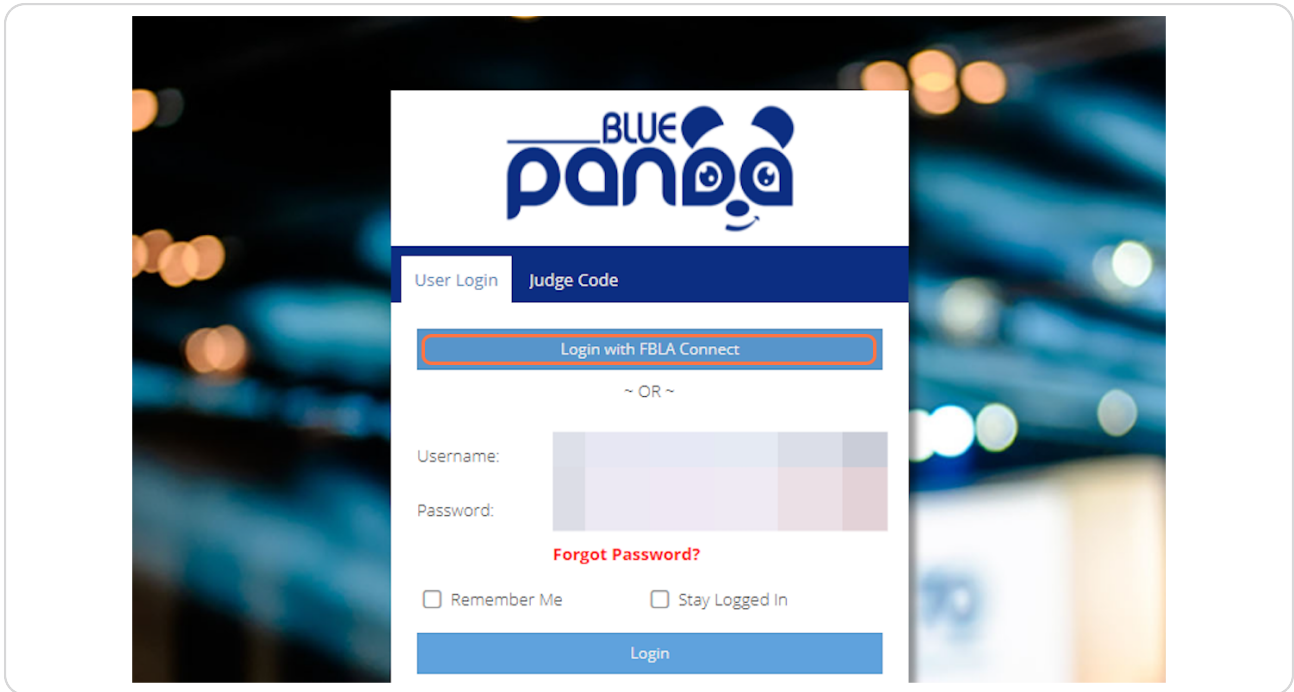 BLUE
panda
User Login
Judge Code
Login with FBLA Connect
~ OR ~
Username:
Password:
Forgot Password?
Remember Me
Stay Logged In
Login